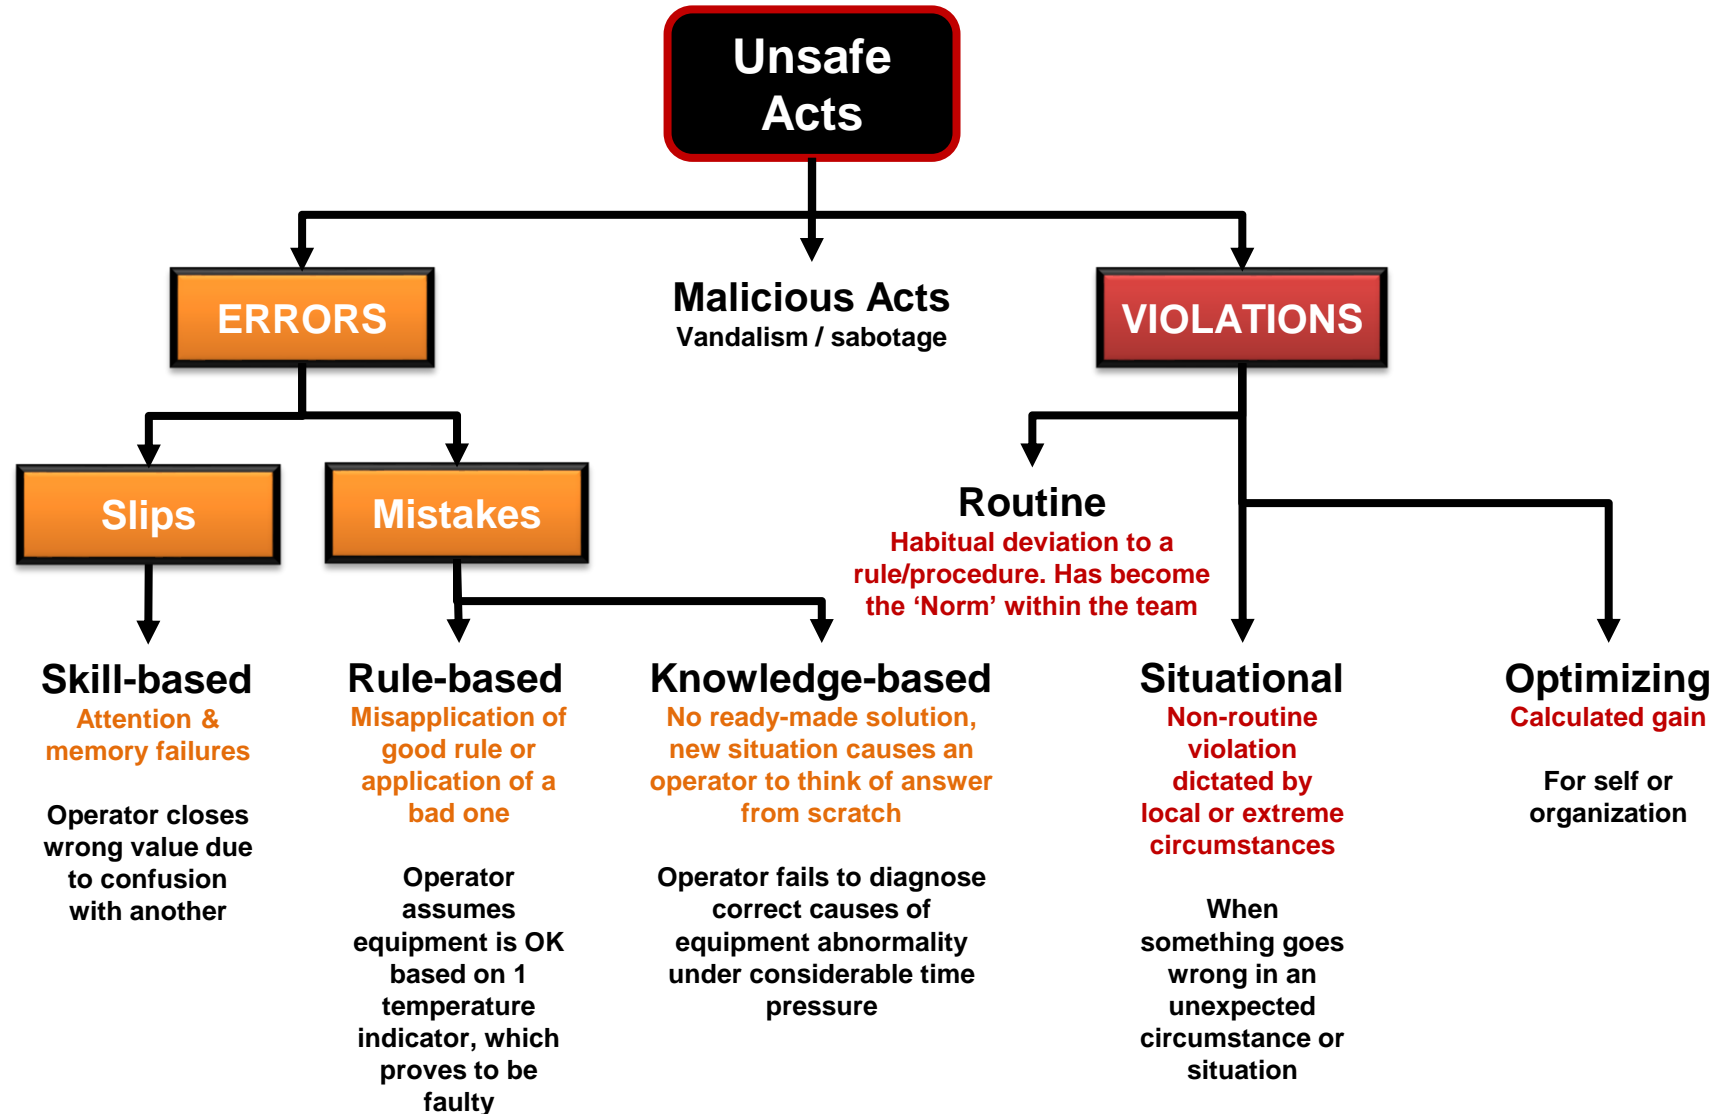 Unsafe
Acts
ERRORS
Malicious Acts
Vandalism / sabotage
VIOLATIONS
Slips
Mistakes
Routine
Habitual deviation to a
rule/procedure. Has become
the ‘Norm’ within the team
Skill-based
Attention &
memory failures
Operator closes
wrong value due
to confusion
with another
Rule-based
Misapplication of
good rule or
application of a
bad one
Operator
assumes
equipment is OK
based on 1
temperature
indicator, which
proves to be
faulty
Knowledge-based
No ready-made solution,
new situation causes an
operator to think of answer
from scratch
Operator fails to diagnose
correct causes of
equipment abnormality
under considerable time
pressure
Situational
Non-routine
violation
dictated by
local or extreme
circumstances
When
something goes
wrong in an
unexpected
circumstance or
situation
Optimizing
Calculated gain
For self or
organization